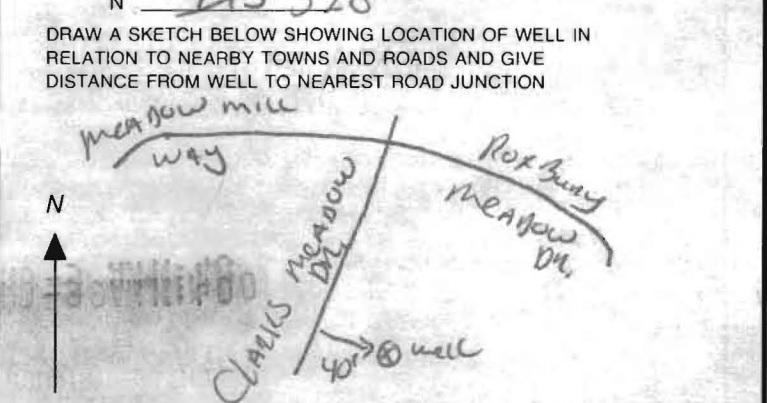 N
DRAW A SKETCH BELOW SHOWING LOCATION OF WELL IN
RELATION TO NEARBY TOWNS AND ROADS AND GIVE
DISTANCE FROM WELL TO NEAREST ROAD JUNCTION
MEADOW MILL
WAY
ROXBURY
MEADOW
DR.
N
CLARKS MEADOW
DR.
well